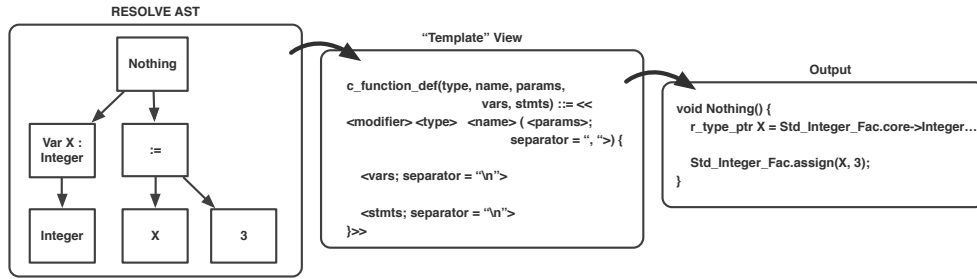 RESOLVE AST
Nothing
Var X :
Integer
:=
Integer
X
3
“Template” View
c_function_def(type, name, params,
vars, stmts) ::= <<
<modifier> <type> <name> ( <params>;
separator = “, “>) {
<vars; separator = “\n”>
<stmts; separator = “\n”>
}>>
Output
void Nothing() {
r_type_ptr X = Std_Integer_Fac.core->Integer…
Std_Integer_Fac.assign(X, 3);
}